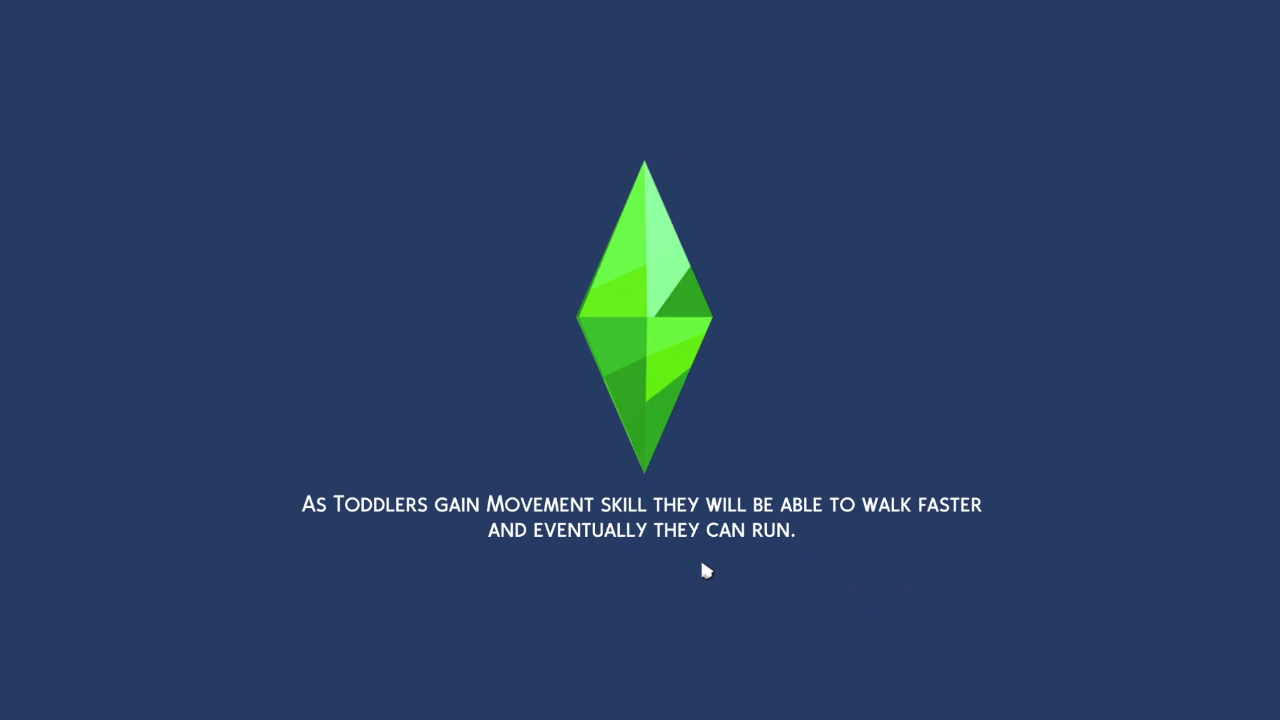 As Toddlers gain Movement skill they will be able to walk faster
and eventually they can run.